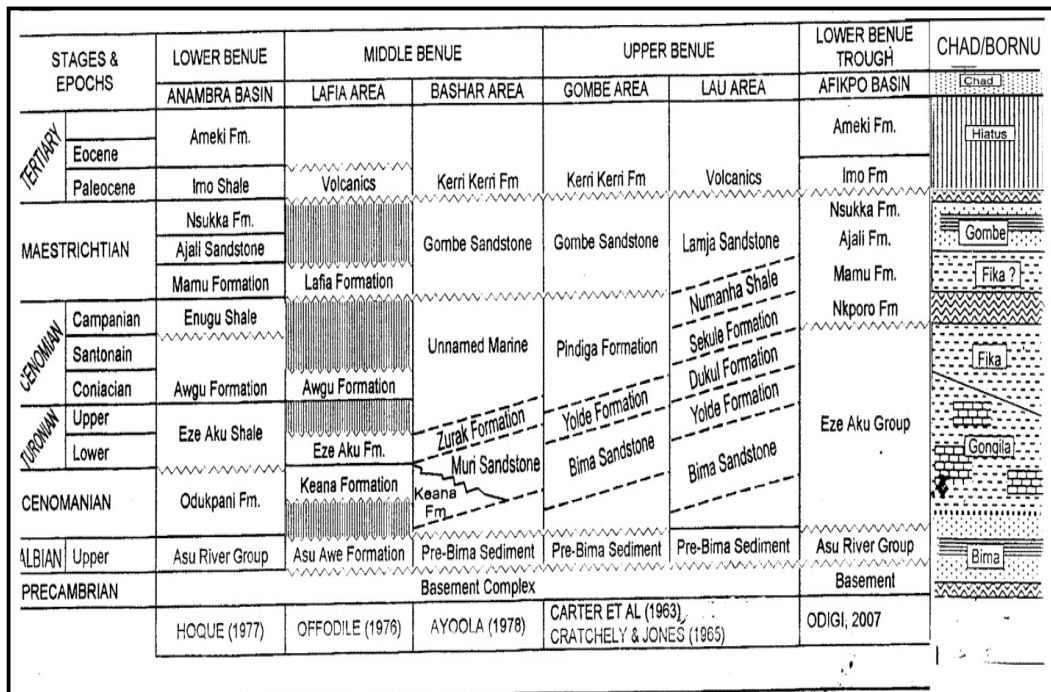 STAGES & EPOCHS LOWER BENUE MIDDLE BENUE UPPER BENUE LOWER BENUE TROUGH CHAD/BORNU
ANAMBRA BASIN LAFIA AREA BASHAR AREA GOMBE AREA LAU AREA AFIKPO BASIN Chad
TERTIARY Ameki Fm. Ameki Fm. Hiatus
Eocene
Paleocene Imo Shale Volcanics Kerri Kerri Fm Kerri Kerri Fm Volcanics Imo Fm
MAESTRICHTIAN Nsukka Fm. Nsukka Fm.
Ajali Sandstone Gombe Sandstone Gombe Sandstone Lamja Sandstone Ajali Fm. Gombe
Mamu Formation Lafia Formation Numanha Shale Mamu Fm. Fika ?
CENOMIAN Campanian Enugu Shale Nkporo Fm
Santonain Unnamed Marine Pindiga Formation Sekule Formation Fika
Coniacian Awgu Formation Awgu Formation Dukul Formation
TURONIAN Upper Eze Aku Shale Zurak Formation Yolde Formation Yolde Formation Eze Aku Group
Lower Eze Aku Fm. Muri Sandstone Bima Sandstone Bima Sandstone Gongila
CENOMANIAN Odukpani Fm. Keana Formation Keana Fm
ALBIAN Upper Asu River Group Asu Awe Formation Pre-Bima Sediment Pre-Bima Sediment Pre-Bima Sediment Asu River Group Bima
PRECAMBRIAN Basement Complex Basement
HOQUE (1977) OFFODILE (1976) AYOOLA (1978) CARTER ET AL (1963) ODIGI, 2007
CRATCHELY & JONES (1965)